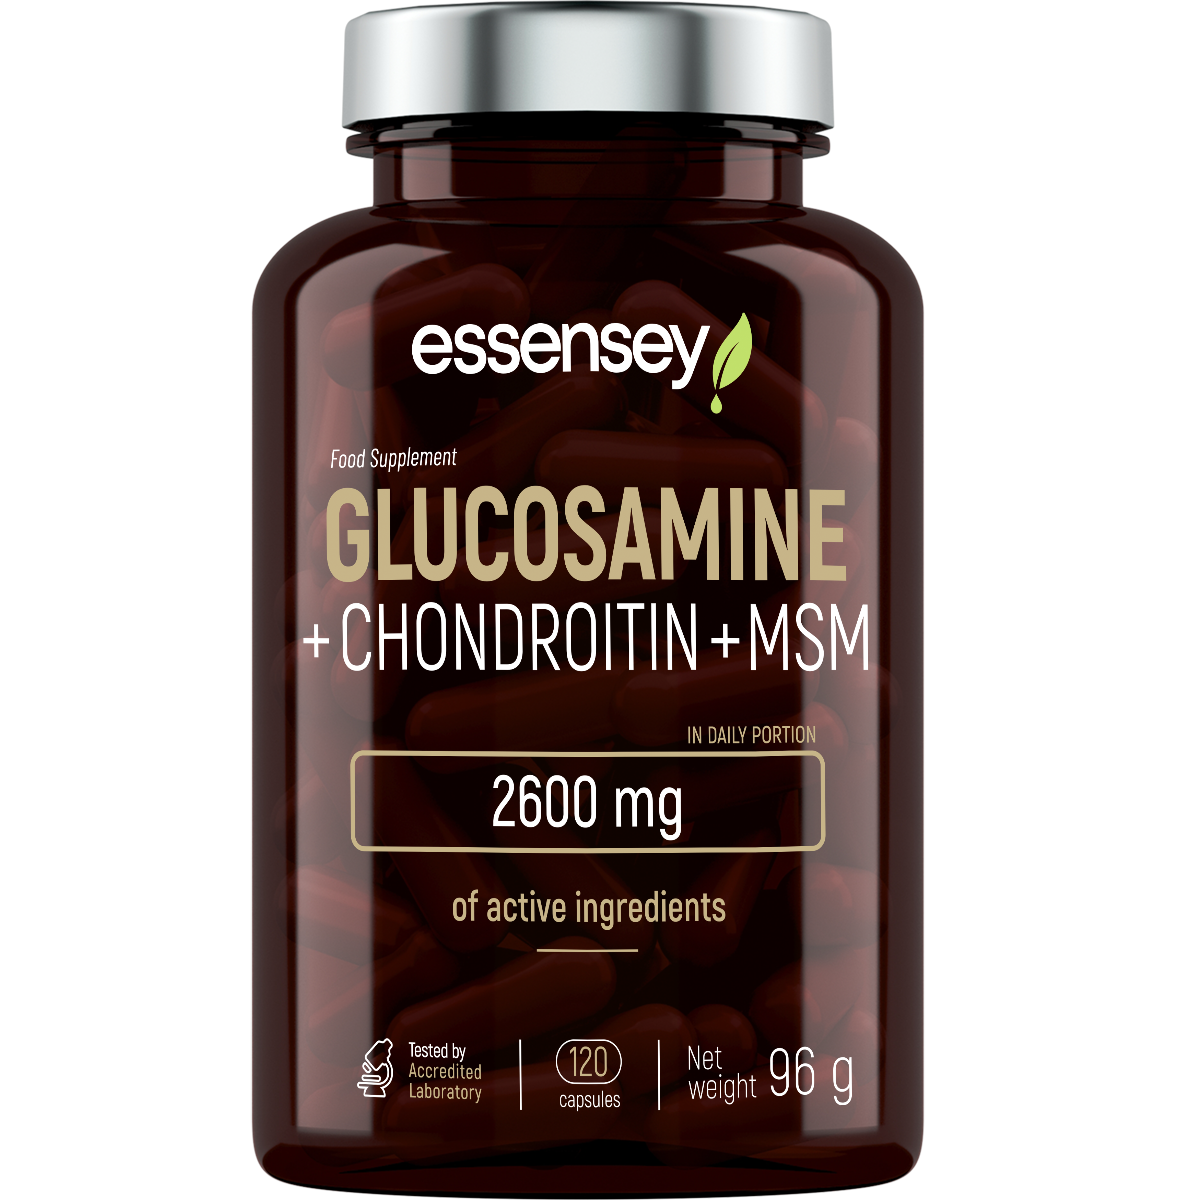 essensey
Food Supplement
GLUCOSAMINE
+CHONDROITIN+MSM
IN DAILY PORTION
2600 mg
of active ingredients
Tested by
Accredited
Laboratory
120
capsules
Net
weight
96 g